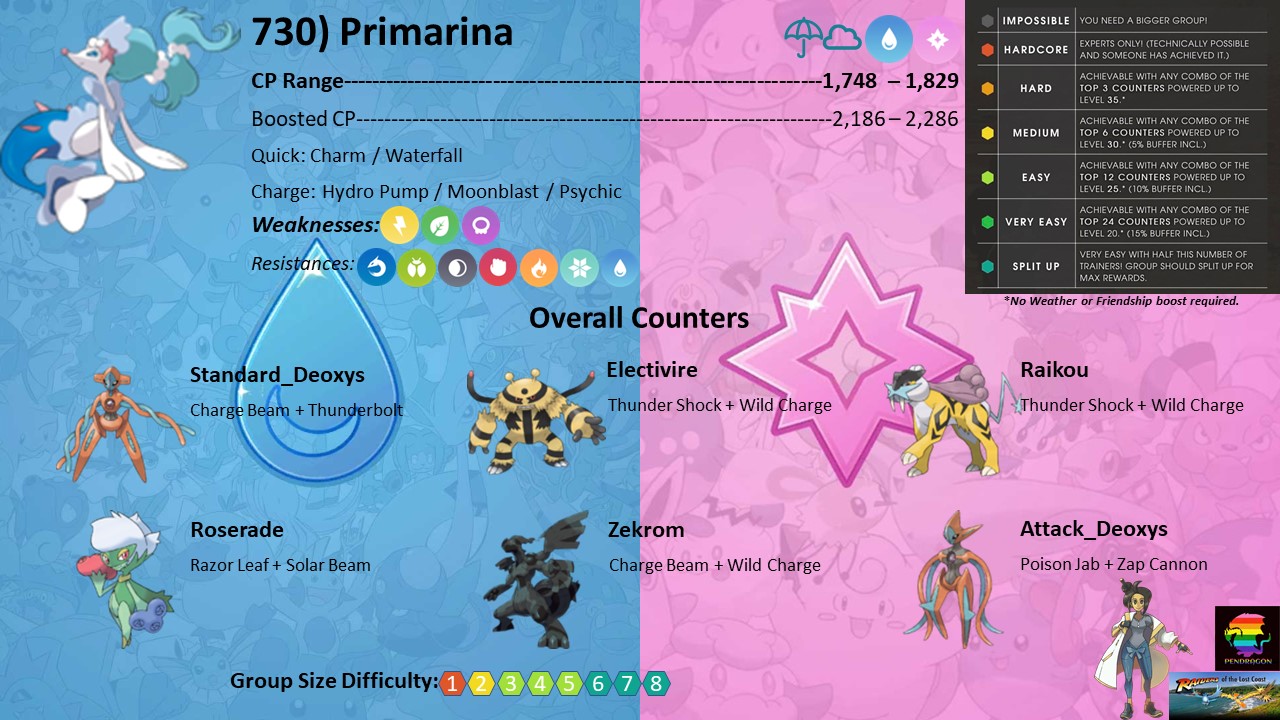 730) Primarina
CP Range--------------------------------------------------------------------1,748 – 1,829
Boosted CP--------------------------------------------------------------------2,186 – 2,286
Quick: Charm / Waterfall
Charge: Hydro Pump / Moonblast / Psychic
Weaknesses:
Resistances:
IMPOSSIBLE YOU NEED A BIGGER GROUP!
HARDCORE EXPERTS ONLY! (TECHNICALLY POSSIBLE
AND SOMEONE HAS ACHIEVED IT.)
HARD ACHIEVABLE WITH ANY COMBO OF THE
TOP 3 COUNTERS POWERED UP TO
LEVEL 35.*
MEDIUM ACHIEVABLE WITH ANY COMBO OF THE
TOP 6 COUNTERS POWERED UP TO
LEVEL 30.* (5% BUFFER INCL.)
EASY ACHIEVABLE WITH ANY COMBO OF THE
TOP 12 COUNTERS POWERED UP TO
LEVEL 25.* (10% BUFFER INCL.)
VERY EASY ACHIEVABLE WITH ANY COMBO OF THE
TOP 24 COUNTERS POWERED UP TO
LEVEL 20.* (15% BUFFER INCL.)
SPLIT UP VERY EASY WITH HALF THIS NUMBER OF
TRAINERS! GROUP SHOULD SPLIT UP FOR
MAX REWARDS.
*No Weather or Friendship boost required.
Overall Counters
Standard_Deoxys
Charge Beam + Thunderbolt
Electivire
Thunder Shock + Wild Charge
Raikou
Thunder Shock + Wild Charge
Roserade
Razor Leaf + Solar Beam
Zekrom
Charge Beam + Wild Charge
Attack_Deoxys
Poison Jab + Zap Cannon
Group Size Difficulty: 1 2 3 4 5 6 7 8
PENDRAGON
RAIDERS of the Lost Coast